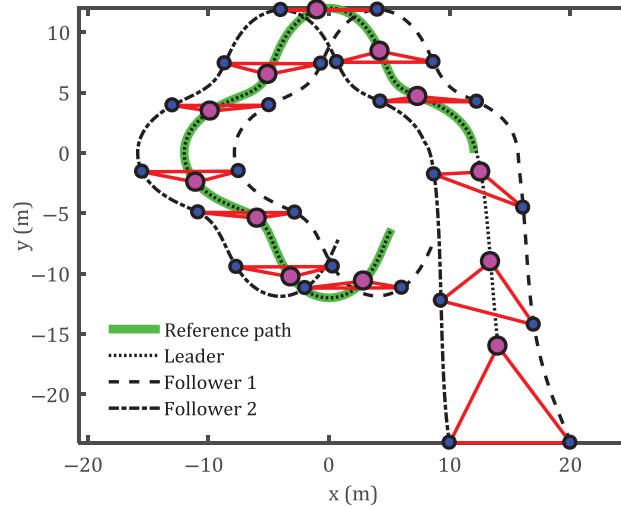 10
5
0
−5
−10
−15
−20
y (m)
Reference path
Leader
Follower 1
Follower 2
−20 −10 0 10 20
x (m)